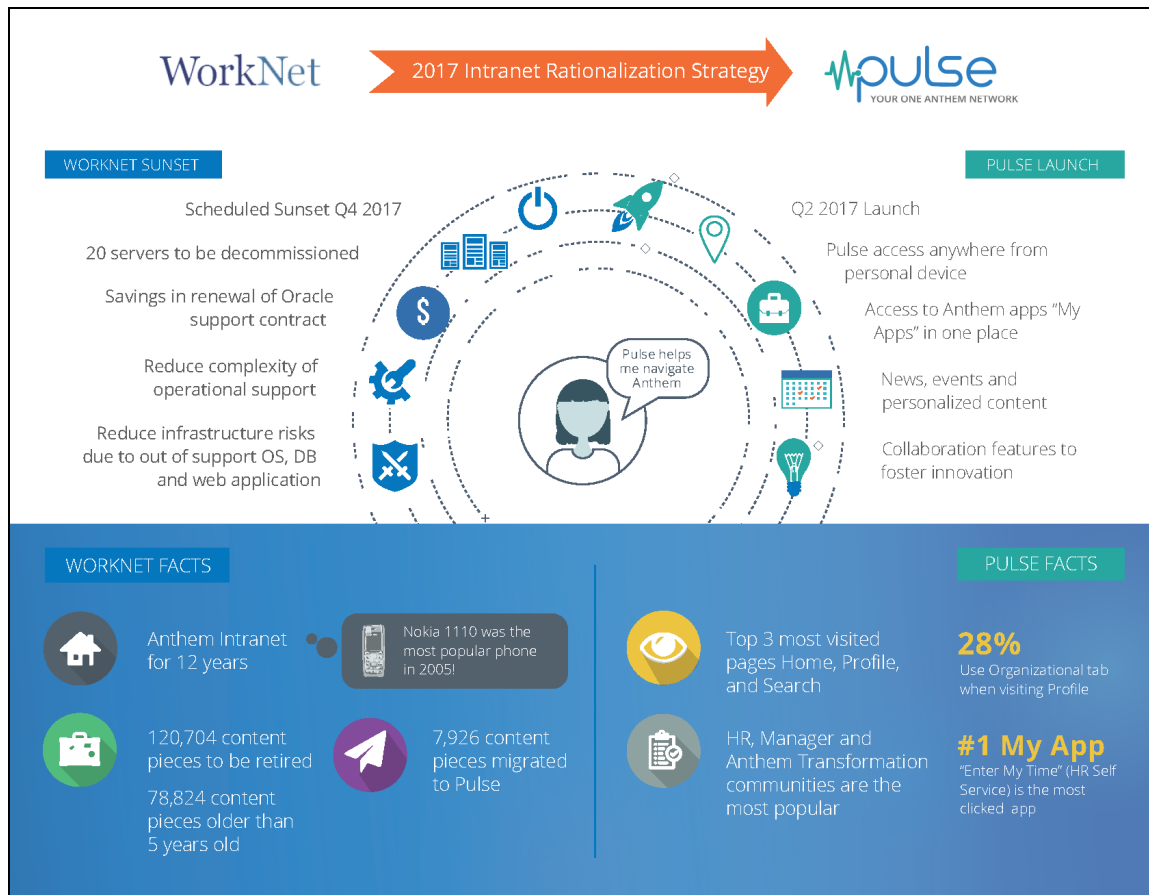 WorkNet
2017 Intranet Rationalization Strategy
pulse
YOUR ONE ANTHEM NETWORK
WORKNET SUNSET
Scheduled Sunset Q4 2017
20 servers to be decommissioned
Savings in renewal of Oracle
support contract
Reduce complexity of
operational support
Reduce infrastructure risks
due to out of support OS, DB
and web application
$
Pulse helps
me navigate
Anthem
PULSE LAUNCH
Q2 2017 Launch
Pulse access anywhere from
personal device
Access to Anthem apps “My
Apps” in one place
News, events and
personalized content
Collaboration features to
foster innovation
WORKNET FACTS
Anthem Intranet
for 12 years
Nokia 1110 was the
most popular phone
in 2005!
120,704 content
pieces to be retired
78,824 content
pieces older than
5 years old
7,926 content
pieces migrated
to Pulse
PULSE FACTS
Top 3 most visited
pages Home, Profile,
and Search
28%
Use Organizational tab
when visiting Profile
HR, Manager and
Anthem Transformation
communities are the
most popular
#1 My App
“Enter My Time” (HR Self
Service) is the most
clicked app